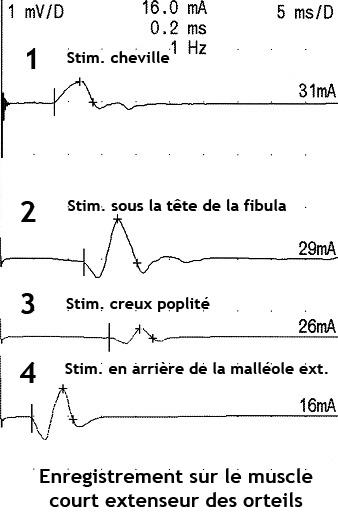 1 mV/D 16.0 mA 5 ms/D
0.2 ms
1 Hz
1 Stim. cheville
31mA
2 Stim. sous la tête de la fibula
29mA
3 Stim. creux poplité
26mA
4 Stim. en arrière de la malléole ext.
16mA
Enregistrement sur le muscle
court extenseur des orteils